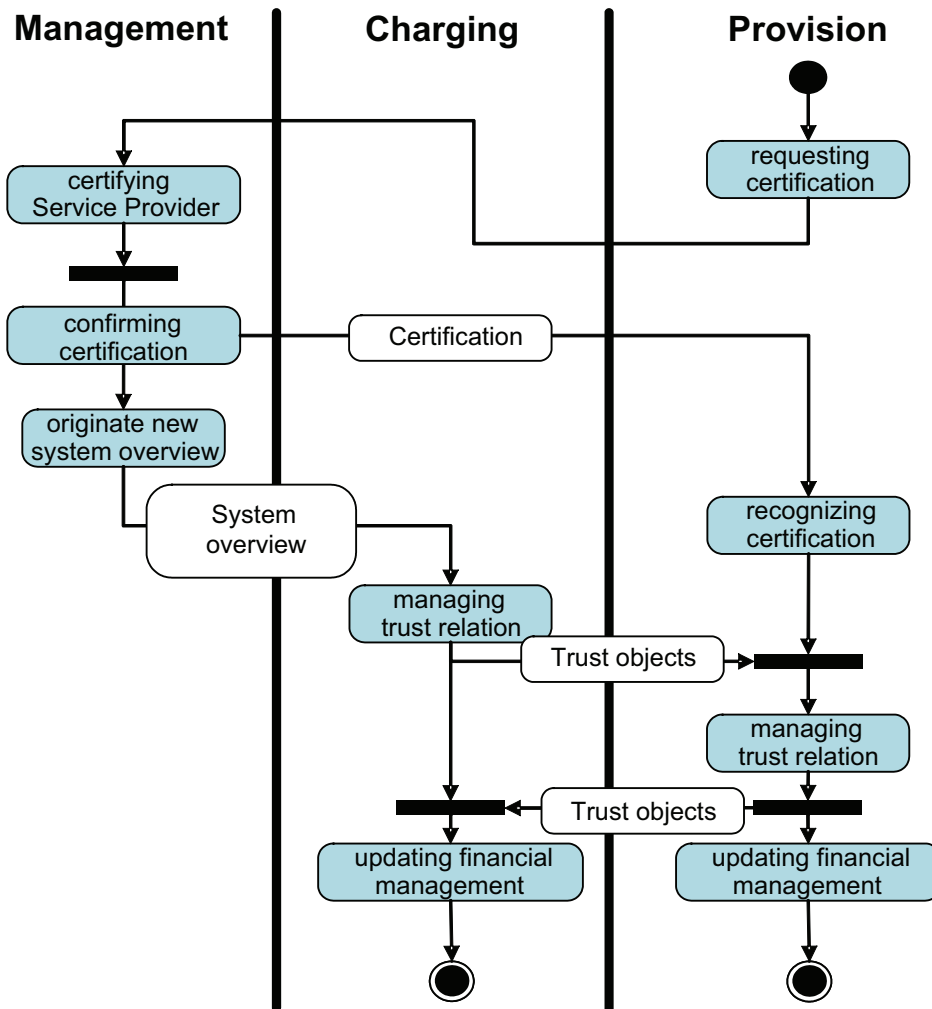 Management
Charging
Provision
requesting
certification
certifying
Service Provider
confirming
certification
Certification
originate new
system overview
System
overview
recognizing
certification
managing
trust relation
Trust objects
managing
trust relation
Trust objects
updating financial
management
updating financial
management